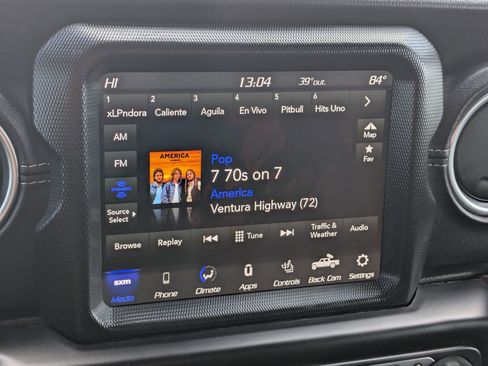 HI 13:04 39°out. 84°
1 2 3 4 5 6
xLPndora Caliente Aguila En Vivo Pitbull Hits Uno
AM
Map
FM
Fav
AMERICA
Pop
7 70s on 7
America
Ventura Highway (72)
Source
Select
Browse Replay Tune Traffic & Weather Audio
sxm
Media Phone Climate Apps Controls Back Cam Settings